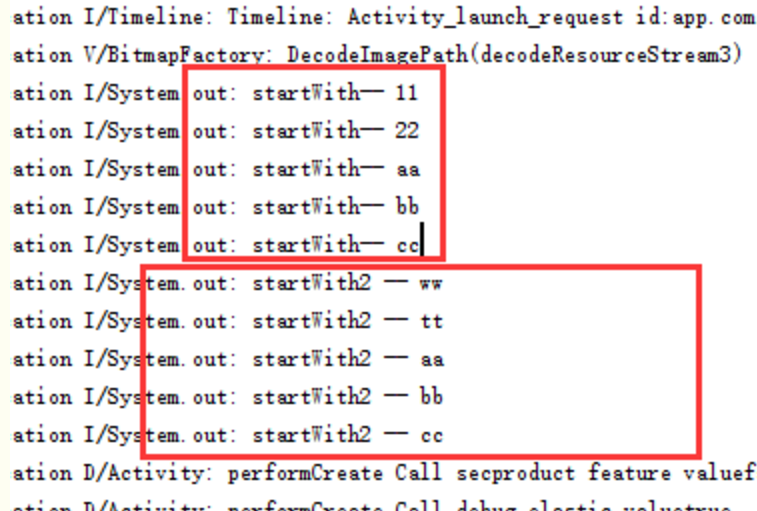 ation I/Timeline: Timeline: Activity_launch_request id:app.com
ation V/BitmapFactory: DecodeImagePath(decodeResourceStream3)
ation I/System.out: startWith—— 11
ation I/System.out: startWith—— 22
ation I/System.out: startWith—— aa
ation I/System.out: startWith—— bb
ation I/System.out: startWith—— cc
ation I/System.out: startWith2 —— ww
ation I/System.out: startWith2 —— tt
ation I/System.out: startWith2 —— aa
ation I/System.out: startWith2 —— bb
ation I/System.out: startWith2 —— cc
ation D/Activity: performCreate Call secproduct feature valuef
ation D/Activity: performCreate Call debug elastic valuetrue